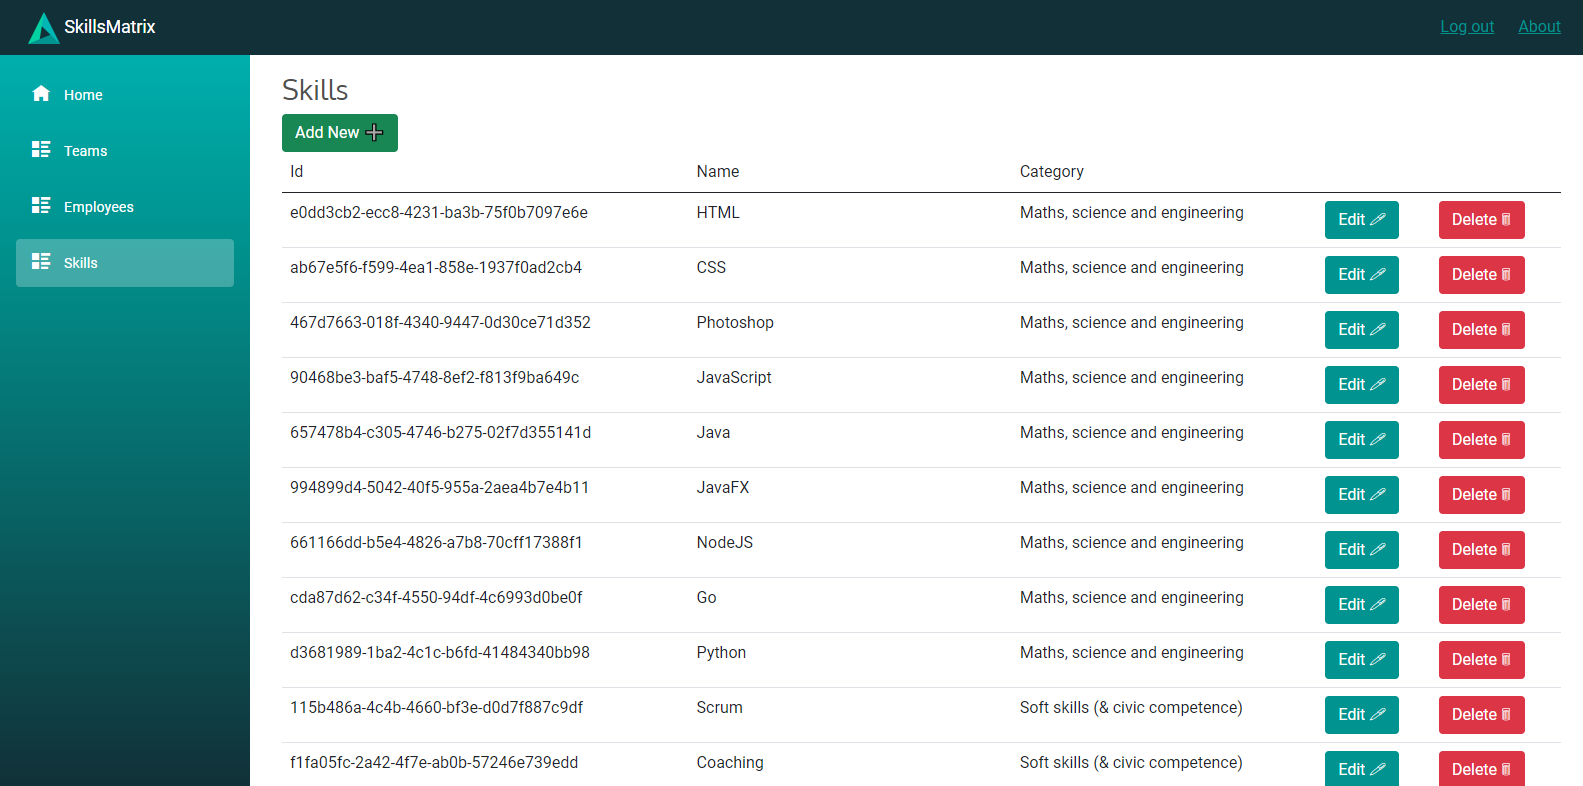 SkillsMatrix
Log out About
Home
Teams
Employees
Skills
Skills
Add New
Id Name Category
e0dd3cb2-ecc8-4231-ba3b-75f0b7097e6e HTML Maths, science and engineering Edit Delete
ab67e5f6-f599-4ea1-858e-1937f0ad2cb4 CSS Maths, science and engineering Edit Delete
467d7663-018f-4340-9447-0d30ce71d352 Photoshop Maths, science and engineering Edit Delete
90468be3-baf5-4748-8ef2-f813f9ba649c JavaScript Maths, science and engineering Edit Delete
657478b4-c305-4746-b275-02f7d355141d Java Maths, science and engineering Edit Delete
994899d4-5042-40f5-955a-2aea4b7e4b11 JavaFX Maths, science and engineering Edit Delete
661166dd-b5e4-4826-a7b8-70cff17388f1 NodeJS Maths, science and engineering Edit Delete
cda87d62-c34f-4550-94df-4c6993d0be0f Go Maths, science and engineering Edit Delete
d3681989-1ba2-4c1c-b6fd-41484340bb98 Python Maths, science and engineering Edit Delete
115b486a-4c4b-4660-bf3e-d0d7f887c9df Scrum Soft skills (& civic competence) Edit Delete
f1fa05fc-2a42-4f7e-ab0b-57246e739edd Coaching Soft skills (& civic competence) Edit Delete